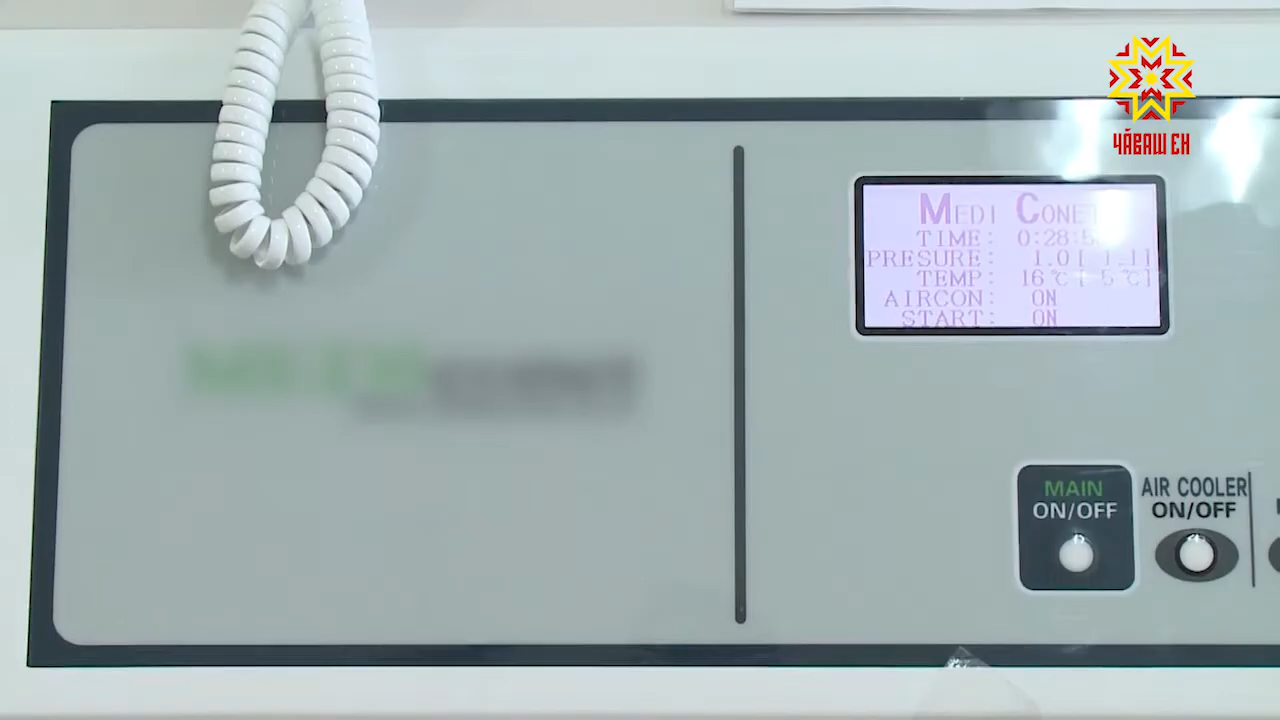 ЧĂВАШ ЕН
MEDI CONET
TIME: 0:28:5
PRESURE: 1.0[ 1.1]
TEMP: 16℃[ 5℃]
AIRCON: ON
START: ON
MAIN
ON/OFF
AIR COOLER
ON/OFF